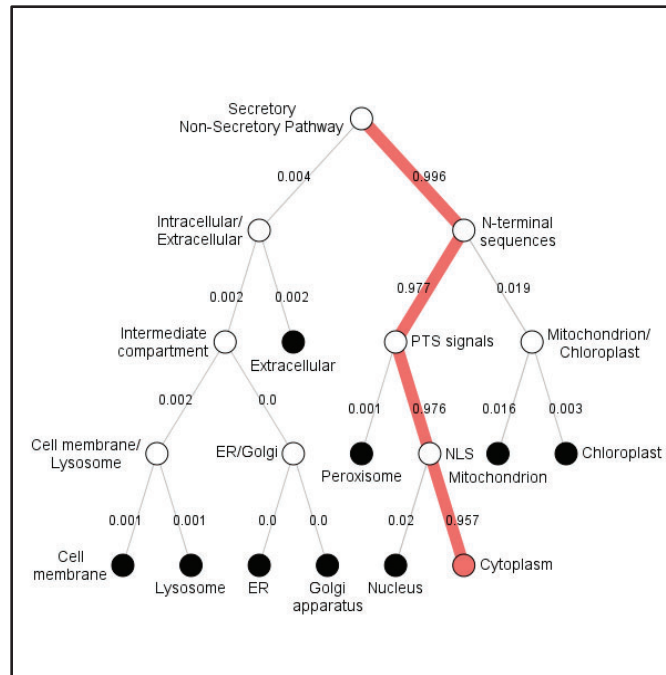 Secretory
Non-Secretory Pathway
0.004
0.996
Intracellular/
Extracellular
N-terminal
sequences
0.002
0.002
0.977
0.019
Intermediate
compartment
Extracellular
PTS signals
Mitochondrion/
Chloroplast
0.002
0.0
0.001
0.976
0.016
0.003
Cell membrane/
Lysosome
ER/Golgi
Peroxisome
NLS
Mitochondrion
Chloroplast
0.001
0.001
0.0
0.0
0.02
0.957
Cell
membrane
Lysosome
ER
Golgi
apparatus
Nucleus
Cytoplasm